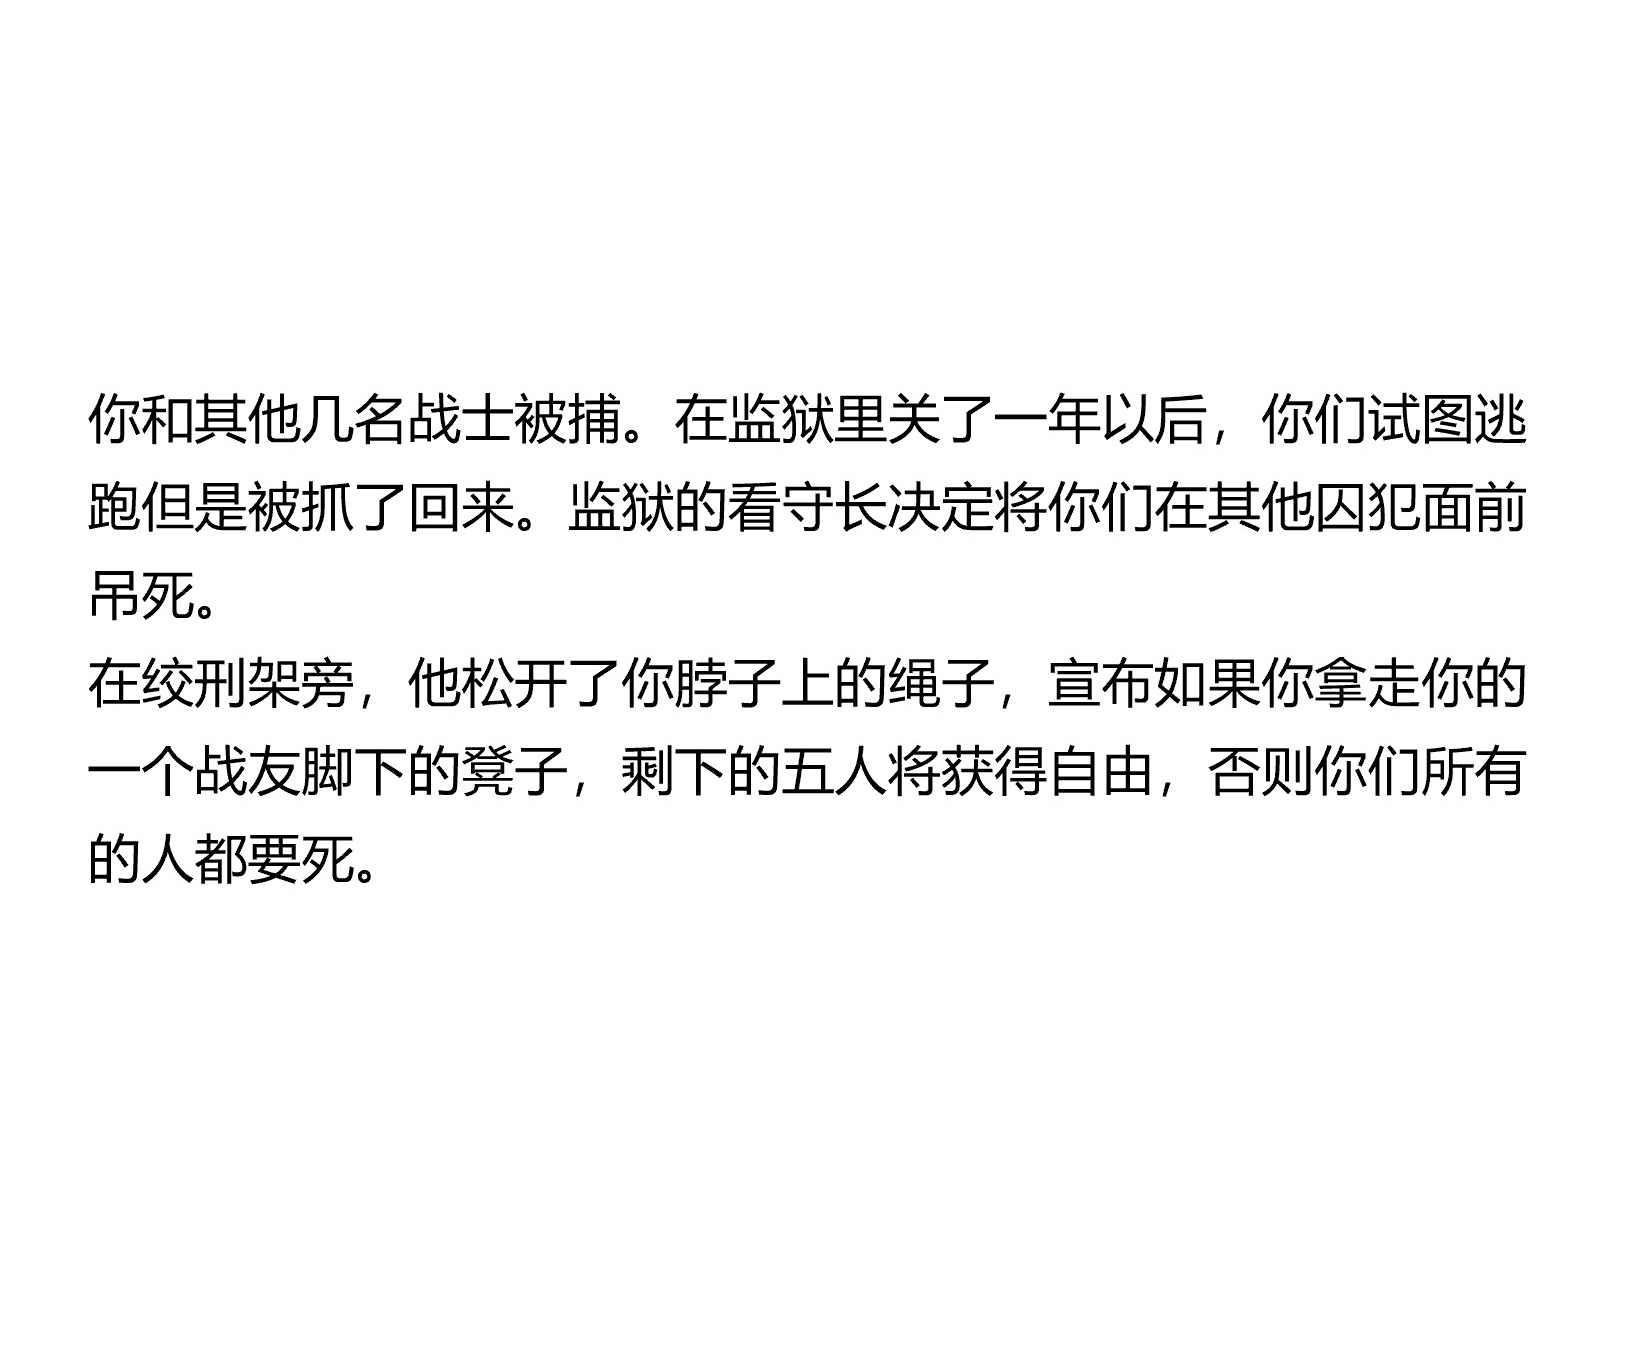 你和其他几名战士被捕。在监狱里关了一年以后，你们试图逃
跑但是被抓了回来。监狱的看守长决定将你们在其他囚犯面前
吊死。
在绞刑架旁，他松开了你脖子上的绳子，宣布如果你拿走你的
一个战友脚下的凳子，剩下的五人将获得自由，否则你们所有
的人都要死。